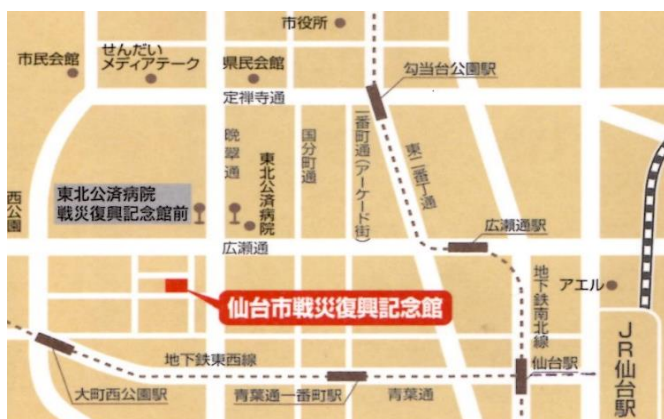 市役所
市民会館
せんだい
メディアテーク
県民会館
勾当台公園駅
定禅寺通
晩翠通
国分町通
一番町通(アーケード街)
東二番丁通
西公園
東北公済病院
戦災復興記念館前
東北公済病院
広瀬通
広瀬通駅
地下鉄南北線
アエル
仙台市戦災復興記念館
JR仙台駅
地下鉄東西線
仙台駅
大町西公園駅
青葉通一番町駅
青葉通